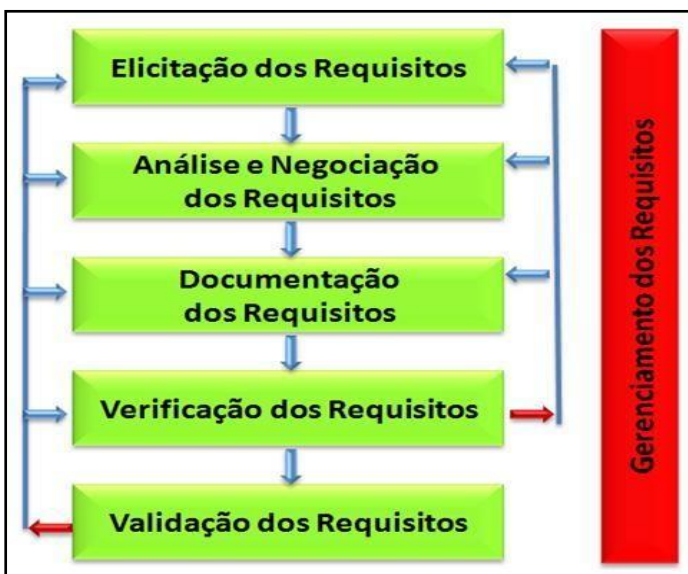 Elicitação dos Requisitos
Análise e Negociação
dos Requisitos
Documentação
dos Requisitos
Verificação dos Requisitos
Validação dos Requisitos
Gerenciamento dos Requisitos